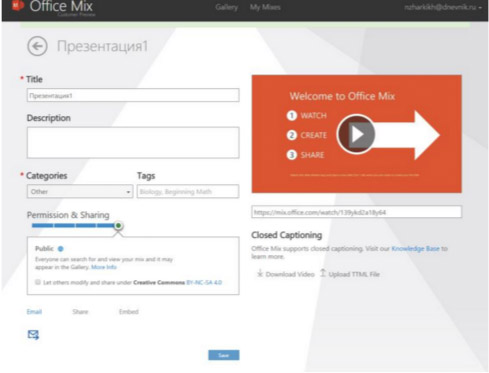 Office Mix
Customer Preview
Gallery My Mixes
nzharkikh@dnevnik.ru
Презентация1
* Title
Презентация1
Description
* Categories Tags
Other Biology, Beginning Math
Permission & Sharing
Public
Everyone can search for and view your mix and it may
appear in the Gallery. More Info
Let others modify and share under Creative Commons BY-NC-SA 4.0
Email Share Embed
Save
Welcome to Office Mix
1 WATCH
2 CREATE
3 SHARE
https://mix.office.com/watch/139ykd2a18y64
Closed Captioning
Office Mix supports closed captioning. Visit our Knowledge Base to
learn more.
Download Video Upload TTML File